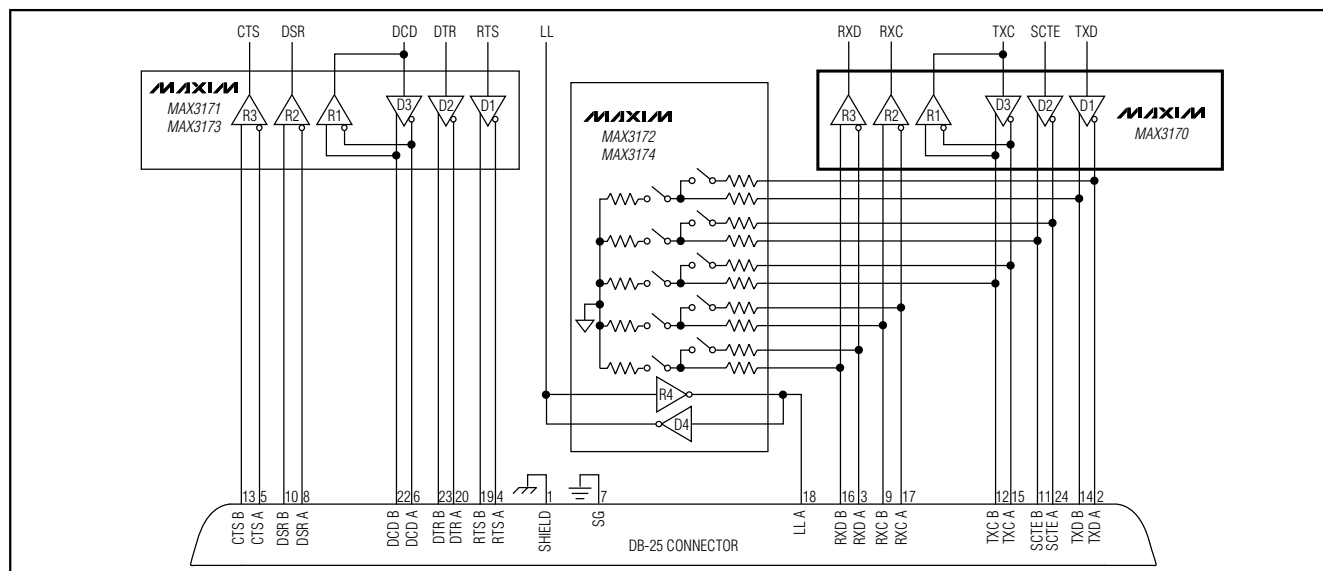 CTS DSR DCD DTR RTS LL RXD RXC TXC SCTE TXD
MAXIM
MAX3171
MAX3173
R3 R2 R1 D3 D2 D1
MAXIM
MAX3172
MAX3174
R3 R2 R1 D3 D2 D1
MAXIM
MAX3170
R4
D4
13 5 10 8 22 6 23 20 19 4 1 7 18 16 3 9 17 12 15 11 24 14 2
CTS B
CTS A
DSR B
DSR A
DCD B
DCD A
DTR B
DTR A
RTS B
RTS A
SHIELD
SG
LL A
RXD B
RXD A
RXC B
RXC A
TXC B
TXC A
SCTE B
SCTE A
TXD B
TXD A
DB-25 CONNECTOR